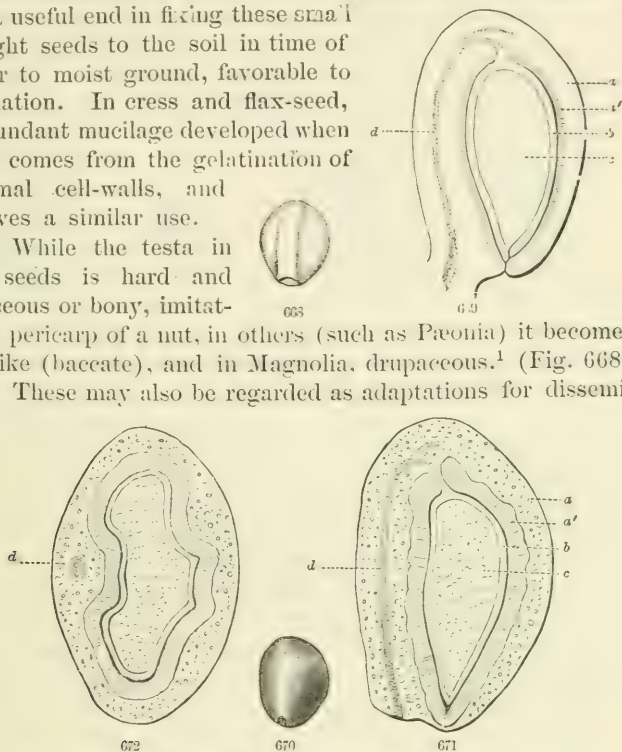 useful end in fixing these small
ght seeds to the soil in time of
r to moist ground, favorable to
ation. In cress and flax-seed,
undant mucilage developed when
comes from the gelatination of
mal cell-walls, and
ves a similar use.
While the testa in
seeds is hard and
ceous or bony, imitat-
pericarp of a nut, in others (such as Pæonia) it become
ike (baccate), and in Magnolia, drupaceous.¹ (Fig. 668
These may also be regarded as adaptations for dissemi
a
a'
b
c
d
668
669
d
a
a'
b
c
d
672
670
671